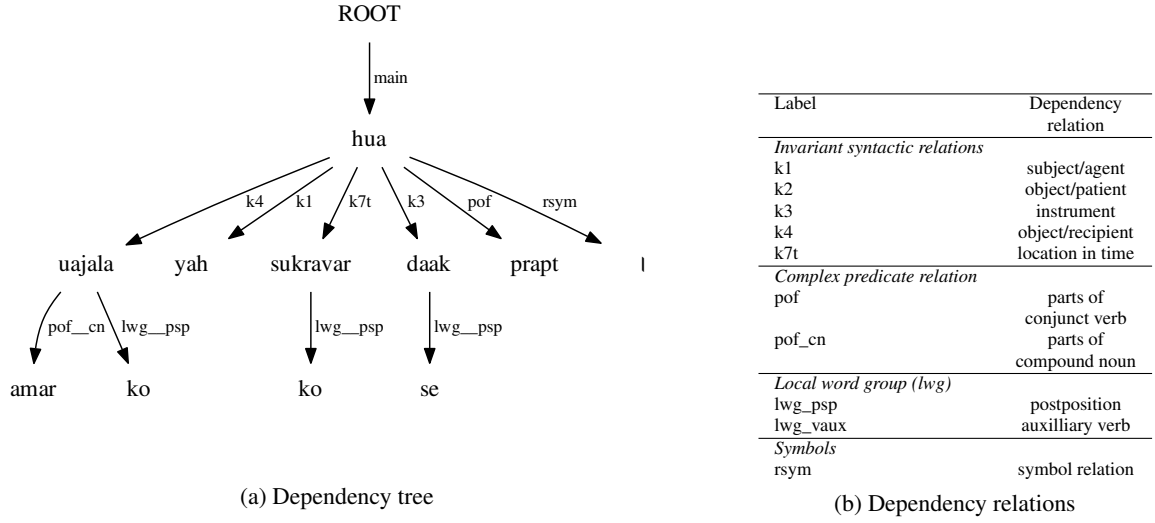 ROOT
main
hua
k4 k1 k7t k3 pof rsym
uajala yah sukravar daak prapt ।
pof__cn lwg__psp lwg__psp lwg__psp
amar ko ko se
(a) Dependency tree
Label Dependency
relation
Invariant syntactic relations
k1 subject/agent
k2 object/patient
k3 instrument
k4 object/recipient
k7t location in time
Complex predicate relation
pof parts of
conjunct verb
pof_cn parts of
compound noun
Local word group (lwg)
lwg_psp postposition
lwg_vaux auxilliary verb
Symbols
rsym symbol relation
(b) Dependency relations